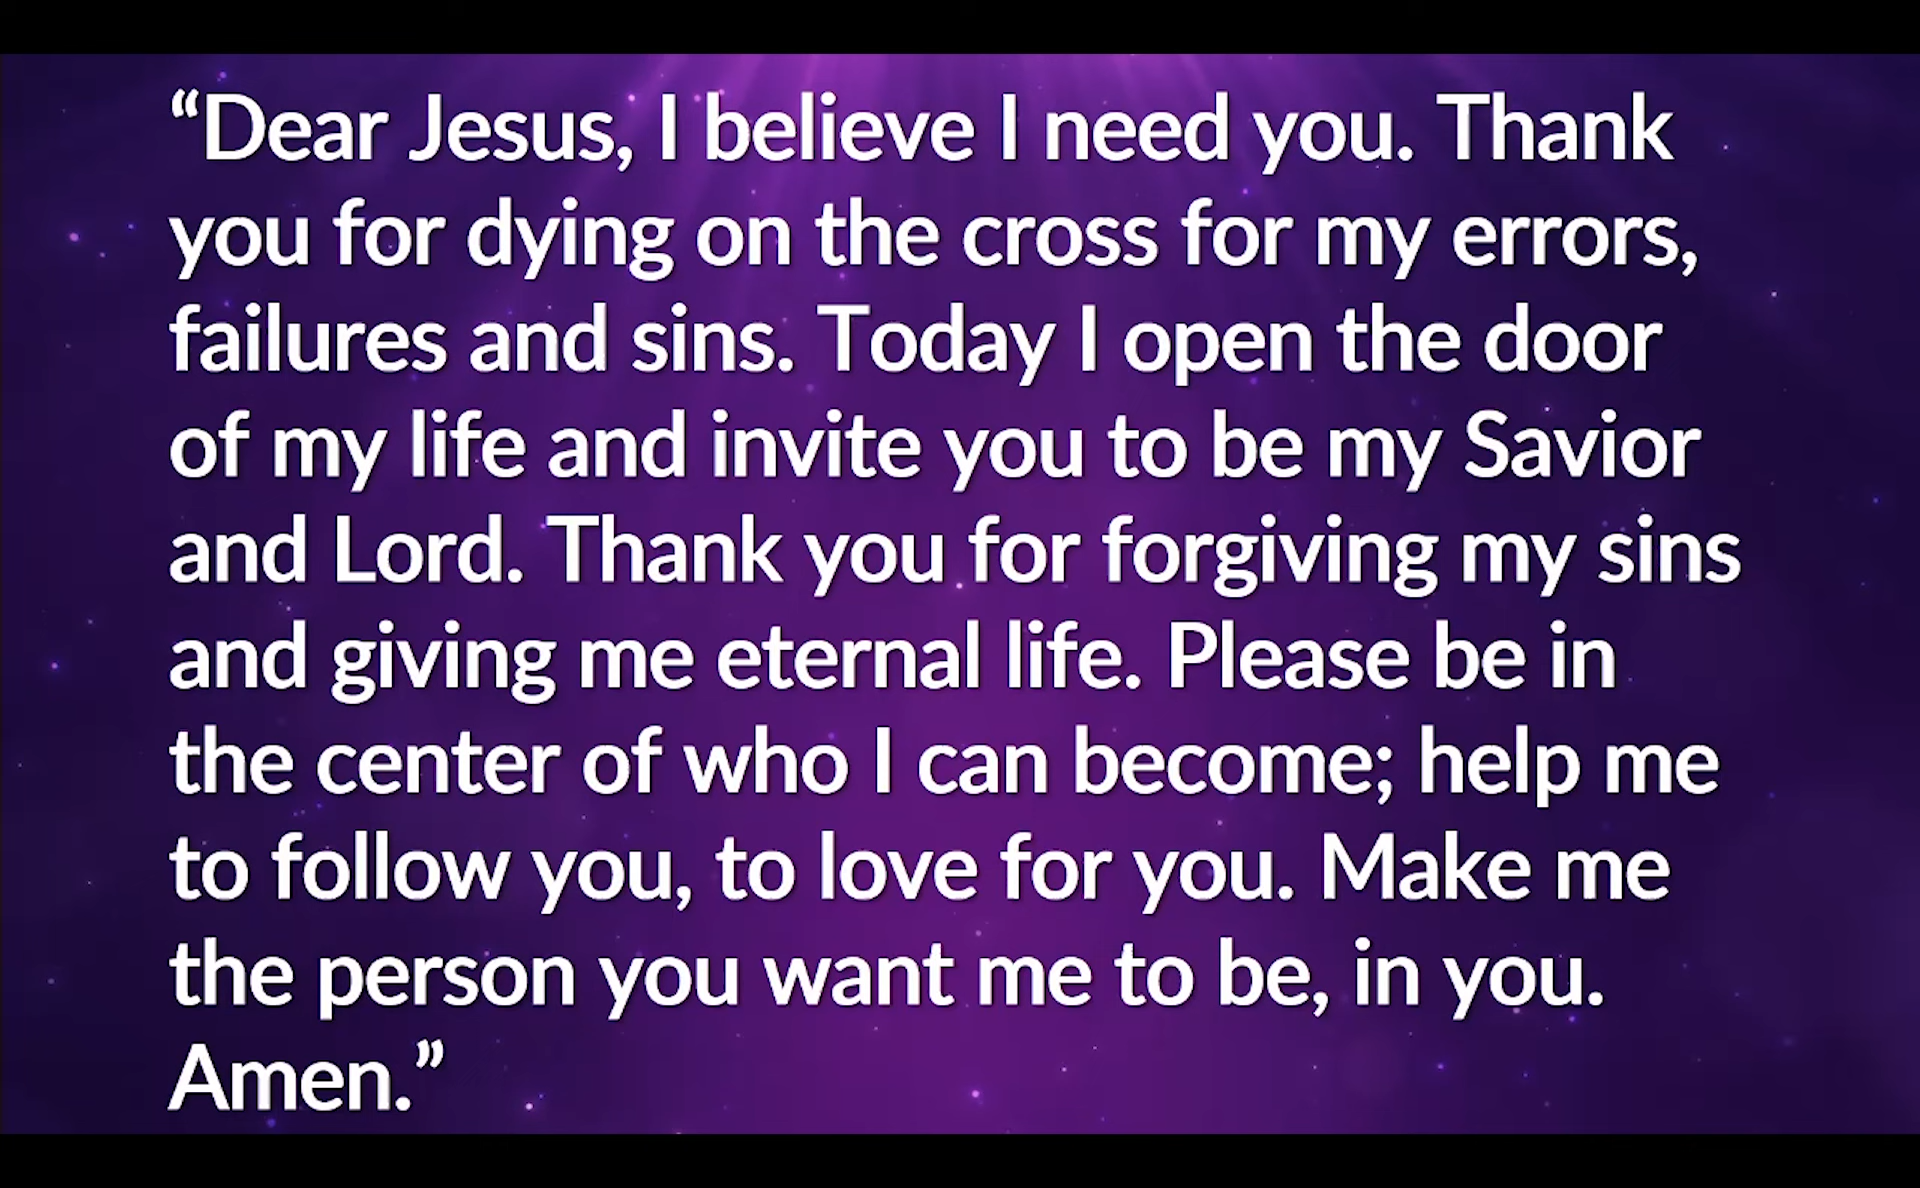 “Dear Jesus, I believe I need you. Thank
you for dying on the cross for my errors,
failures and sins. Today I open the door
of my life and invite you to be my Savior
and Lord. Thank you for forgiving my sins
and giving me eternal life. Please be in
the center of who I can become; help me
to follow you, to love for you. Make me
the person you want me to be, in you.
Amen.”